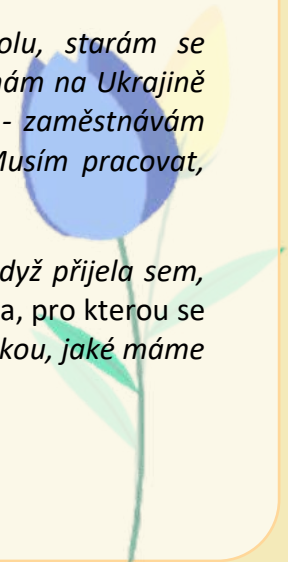 olu, starám se
nám na Ukrajině
- zaměstnávám
Musím pracovat,
dyž přijela sem,
a, pro kterou se
kou, jaké máme